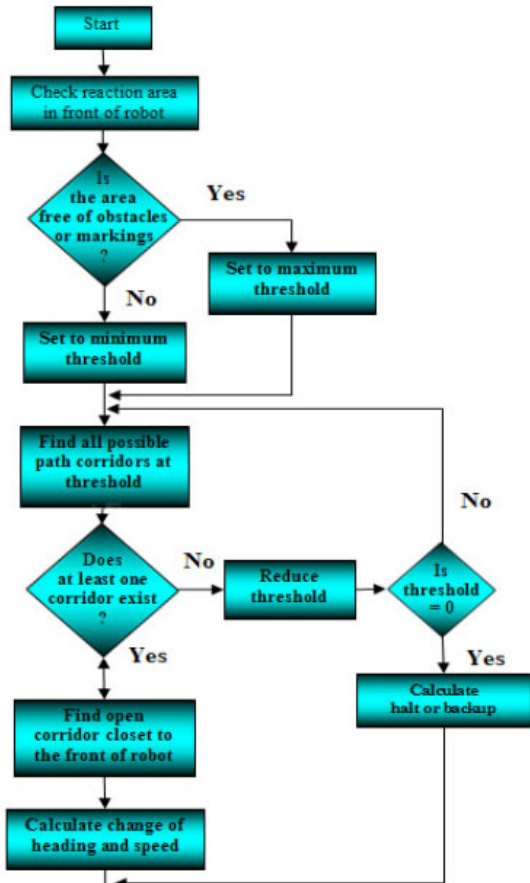 Start
Check reaction area
in front of robot
Is
the area
free of obstacles
or markings
?
Yes
Set to maximum
threshold
No
Set to minimum
threshold
Find all possible
path corridors at
threshold
No
Does
at least one
corridor exist
?
No
Reduce
threshold
Is
threshold
= 0
Yes
Yes
Calculate
halt or backup
Find open
corridor closet to
the front of robot
Calculate change of
heading and speed